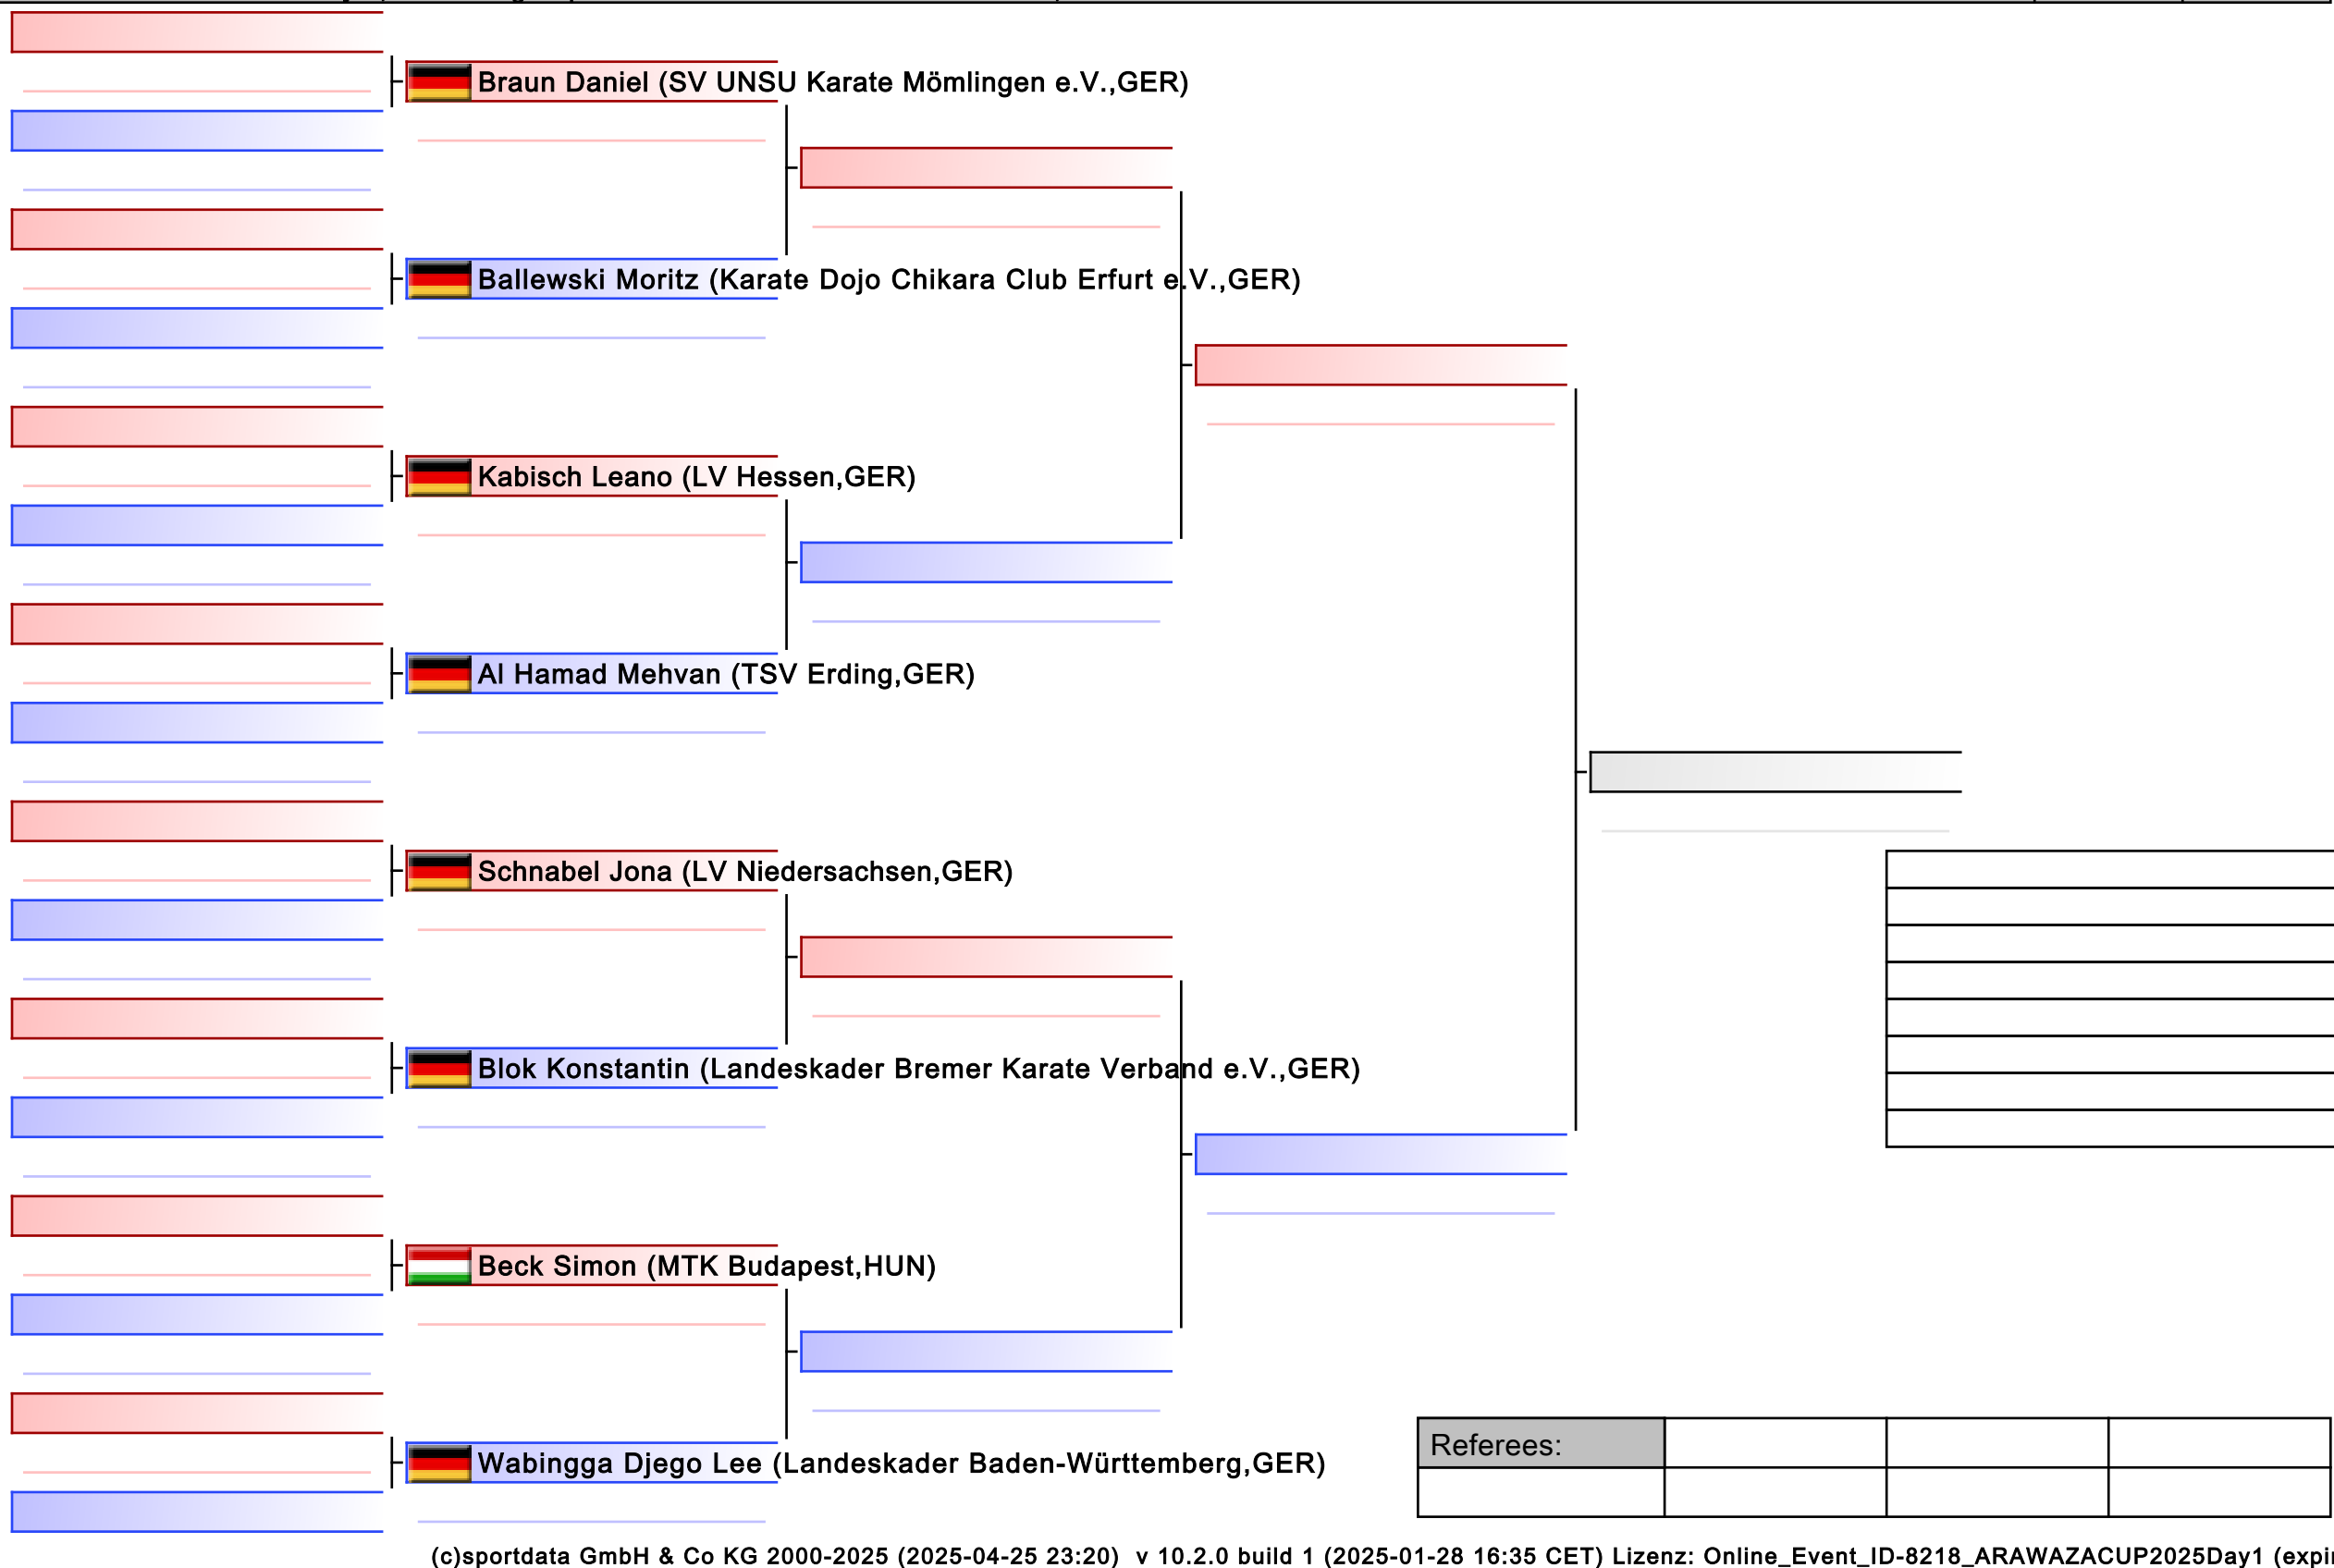 Braun Daniel (SV UNSU Karate Mömlingen e.V.,GER)
Ballewski Moritz (Karate Dojo Chikara Club Erfurt e.V.,GER)
Kabisch Leano (LV Hessen,GER)
Al Hamad Mehvan (TSV Erding,GER)
Schnabel Jona (LV Niedersachsen,GER)
Blok Konstantin (Landeskader Bremer Karate Verband e.V.,GER)
Beck Simon (MTK Budapest,HUN)
Wabingga Djego Lee (Landeskader Baden-Württemberg,GER)
Referees:
(c)sportdata GmbH & Co KG 2000-2025 (2025-04-25 23:20) v 10.2.0 build 1 (2025-01-28 16:35 CET) Lizenz: Online_Event_ID-8218_ARAWAZACUP2025Day1